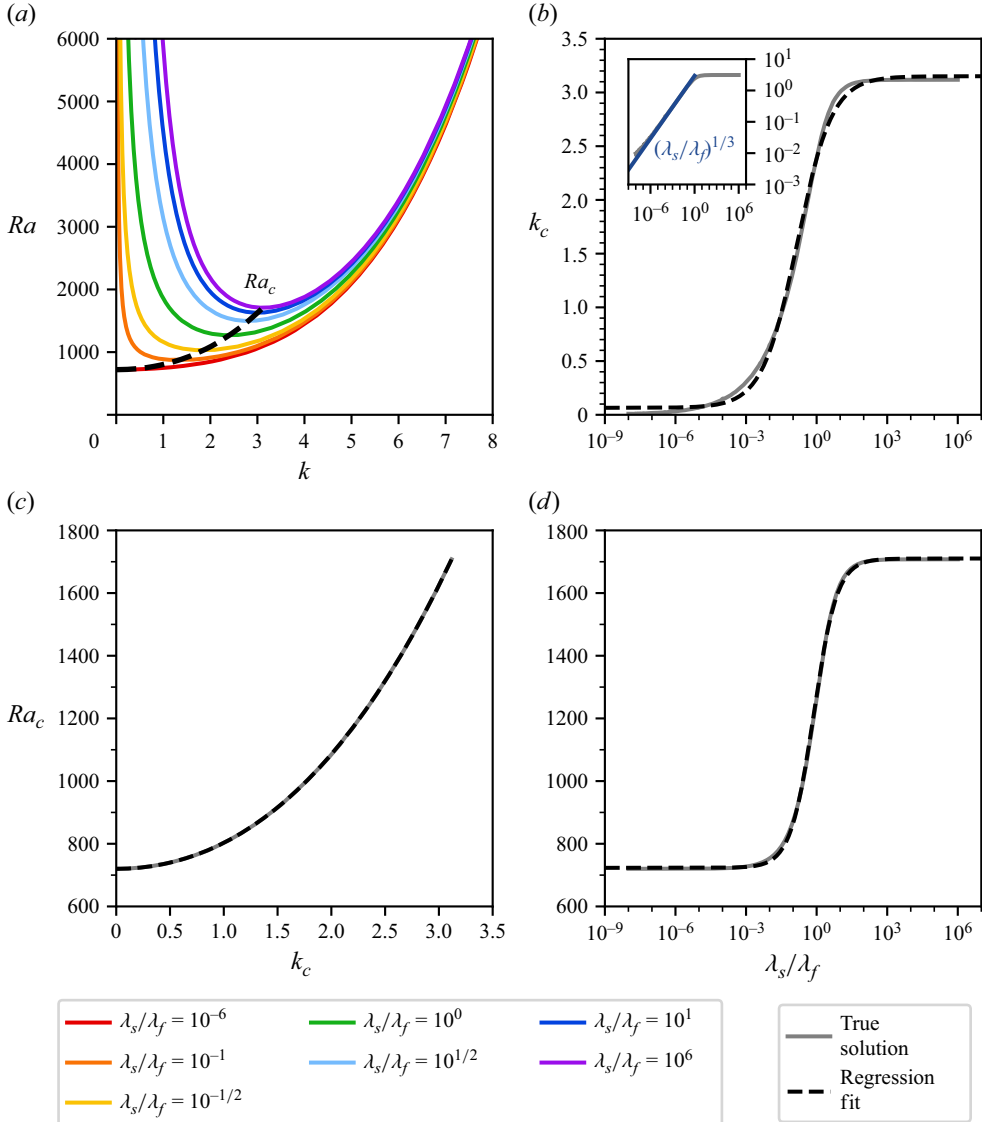 (a)
6000
5000
4000
3000
2000
1000
0
Ra
Ra_c
1 2 3 4 5 6 7 8
k
(b)
3.5
3.0
2.5
2.0
1.5
1.0
0.5
0
k_c
10^1
10^0
10^−1
10^−2
10^−3
(λ_s/λ_f)^1/3
10^−6 10^0 10^6
10^−9 10^−6 10^−3 10^0 10^3 10^6
(c)
1800
1600
1400
1200
1000
800
600
Ra_c
0 0.5 1.0 1.5 2.0 2.5 3.0 3.5
k_c
(d)
1800
1600
1400
1200
1000
800
600
10^−9 10^−6 10^−3 10^0 10^3 10^6
λ_s/λ_f
λ_s/λ_f = 10^−6
λ_s/λ_f = 10^−1
λ_s/λ_f = 10^−1/2
λ_s/λ_f = 10^0
λ_s/λ_f = 10^1/2
λ_s/λ_f = 10^1
λ_s/λ_f = 10^6
True
solution
Regression
fit